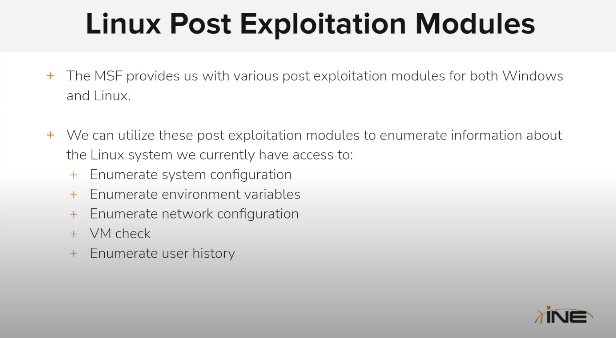 Linux Post Exploitation Modules
+ The MSF provides us with various post exploitation modules for both Windows
and Linux.
+ We can utilize these post exploitation modules to enumerate information about
the Linux system we currently have access to:
+ Enumerate system configuration
+ Enumerate environment variables
+ Enumerate network configuration
+ VM check
+ Enumerate user history
INE